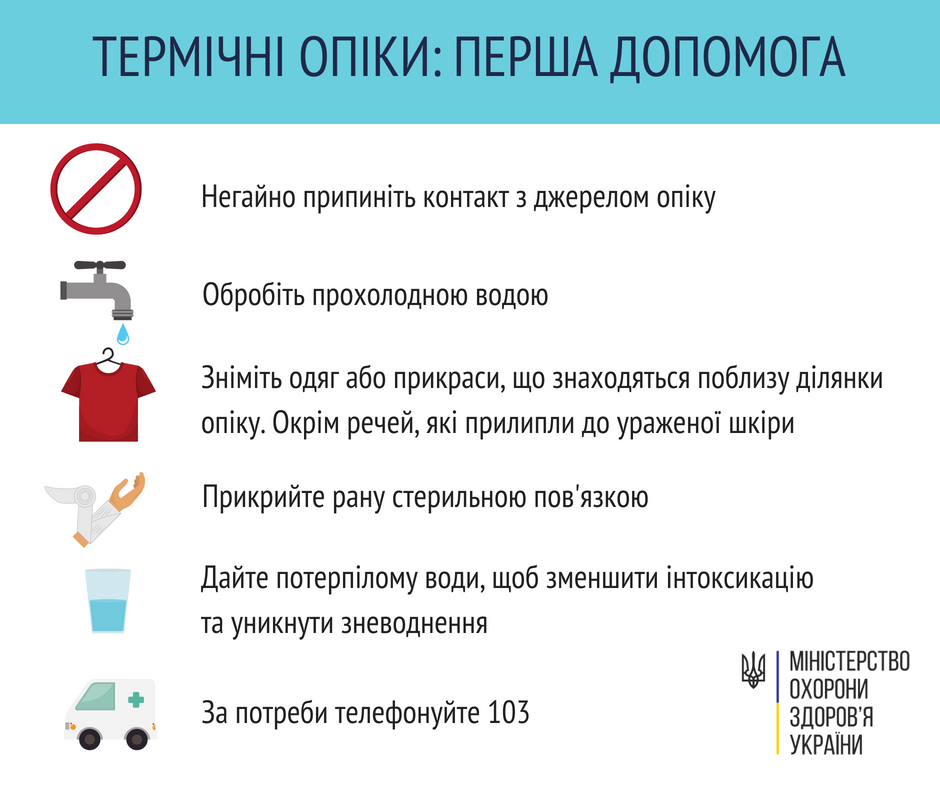 ТЕРМІЧНІ ОПІКИ: ПЕРША ДОПОМОГА
Негайно припиніть контакт з джерелом опіку
Обробіть прохолодною водою
Зніміть одяг або прикраси, що знаходяться поблизу ділянки
опіку. Окрім речей, які прилипли до ураженої шкіри
Прикрийте рану стерильною пов'язкою
Дайте потерпілому води, щоб зменшити інтоксикацію
та уникнути зневоднення
За потреби телефонуйте 103
МІНІСТЕРСТВО
ОХОРОНИ
ЗДОРОВ'Я
УКРАЇНИ